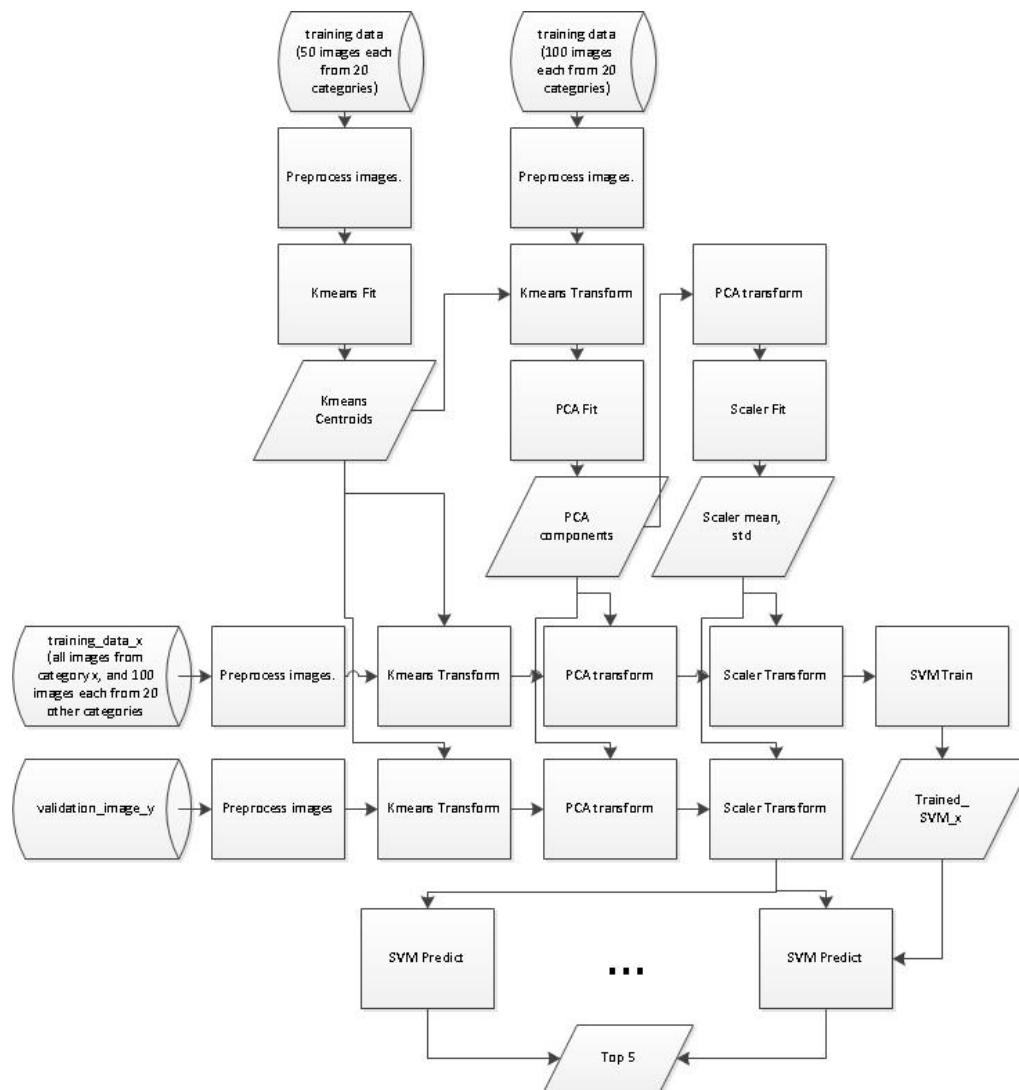 training data
(50 images each
from 20
categories)
training data
(100 images
each from 20
categories)
Preprocess images.
Preprocess images.
Kmeans Fit
Kmeans Transform
PCA transform
Kmeans
Centroids
PCA Fit
Scaler Fit
PCA
components
Scaler mean,
std
training_data_x
(all images from
category x, and 100
images each from 20
other categories
Preprocess images.
Kmeans Transform
PCA transform
Scaler Transform
SVM Train
validation_image_y
Preprocess images
Kmeans Transform
PCA transform
Scaler Transform
Trained_
SVM_x
SVM Predict
...
SVM Predict
Top 5